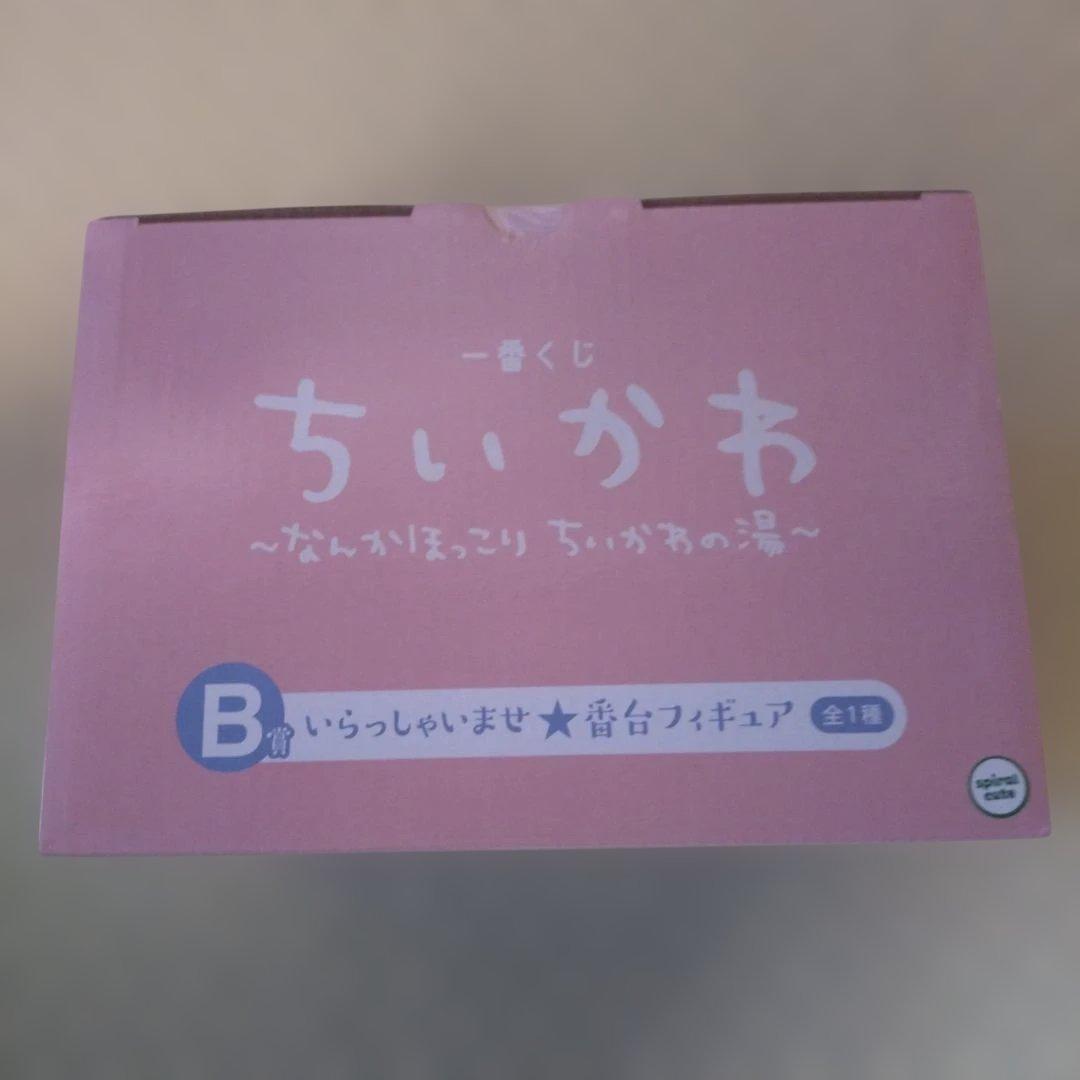 一番くじ
ちいかわ
~なんかほっこり ちいかわの湯~
B賞 いらっしゃいませ★番台フィギュア 全1種
spiral
cute